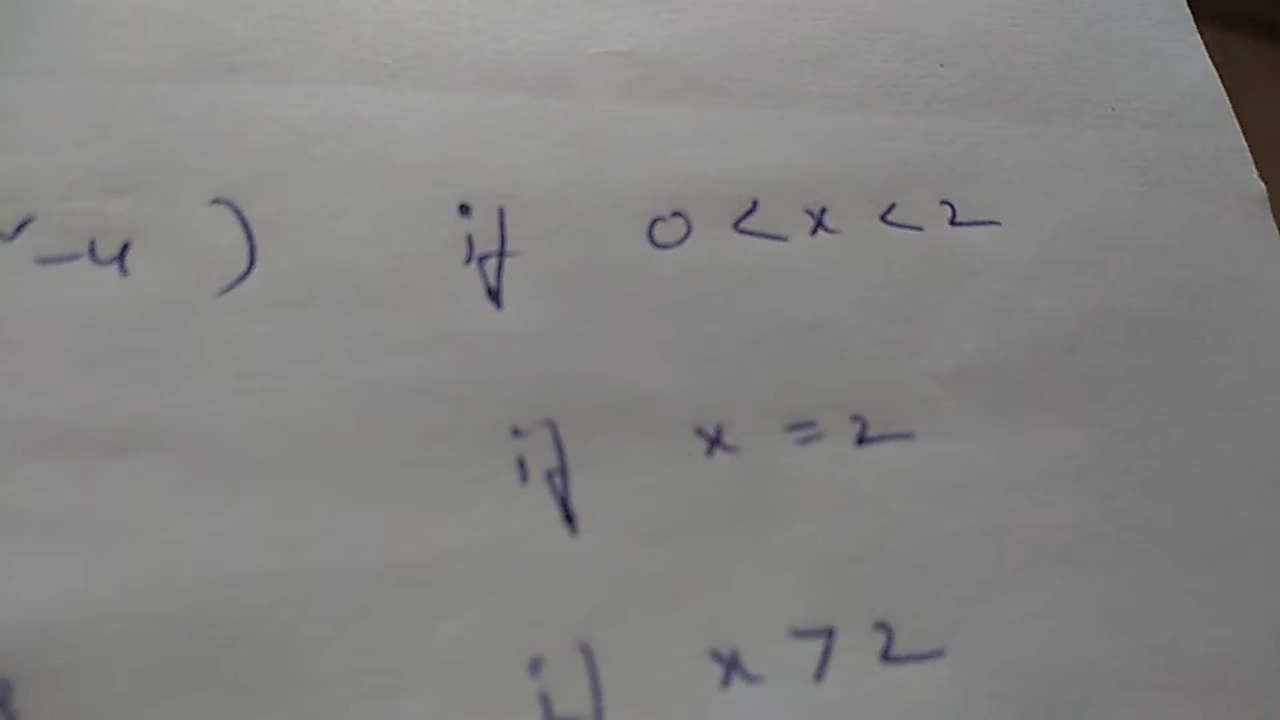 -4 ) if 0 < x < 2
if x = 2
if x > 2